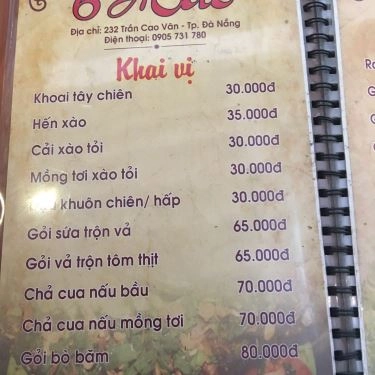 Địa chỉ: 232 Trần Cao Vân - Tp. Đà Nẵng
Điện thoại: 0905 731 780
Khai vị
Khoai tây chiên 30.000đ
Hến xào 35.000đ
Cải xào tỏi 30.000đ
Mồng tơi xào tỏi 30.000đ
khuôn chiên/ hấp 30.000đ
Gỏi sứa trộn vả 65.000đ
Gỏi vả trộn tôm thịt 65.000đ
Chả cua nấu bầu 70.000đ
Chả cua nấu mồng tơi 70.000đ
Gỏi bò băm 80.000đ